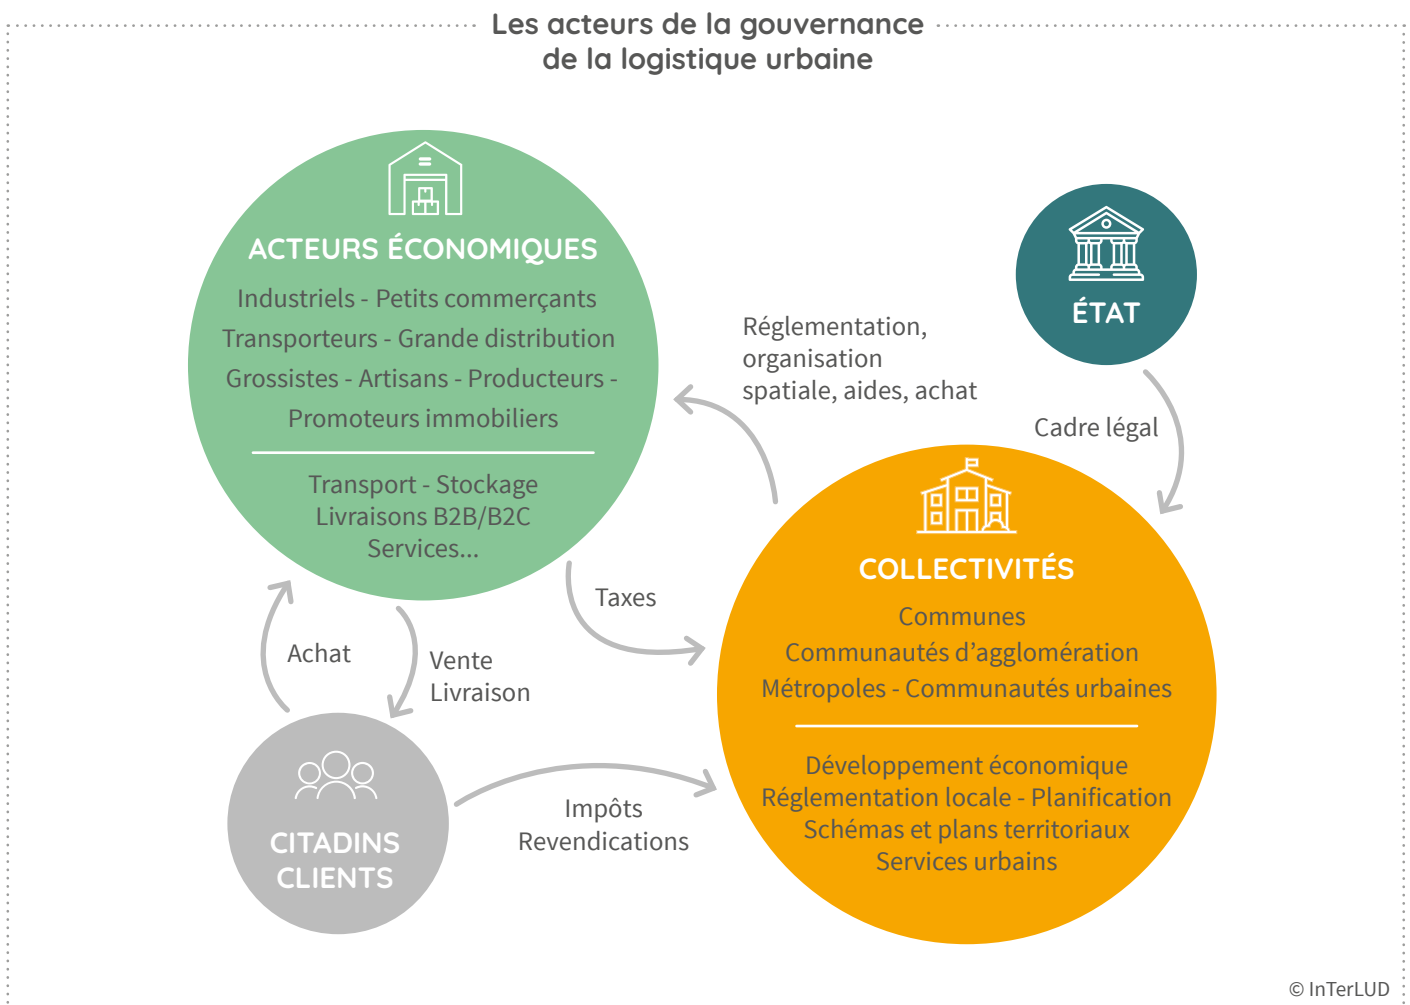 Les acteurs de la gouvernance
de la logistique urbaine
ACTEURS ÉCONOMIQUES
Industriels - Petits commerçants
Transporteurs - Grande distribution
Grossistes - Artisans - Producteurs -
Promoteurs immobiliers
Transport - Stockage
Livraisons B2B/B2C
Services...
ÉTAT
Réglementation,
organisation
spatiale, aides, achat
Cadre légal
COLLECTIVITÉS
Communes
Communautés d’agglomération
Métropoles - Communautés urbaines
Développement économique
Réglementation locale - Planification
Schémas et plans territoriaux
Services urbains
Taxes
Achat
Vente
Livraison
CITADINS
CLIENTS
Impôts
Revendications
© InTerLUD